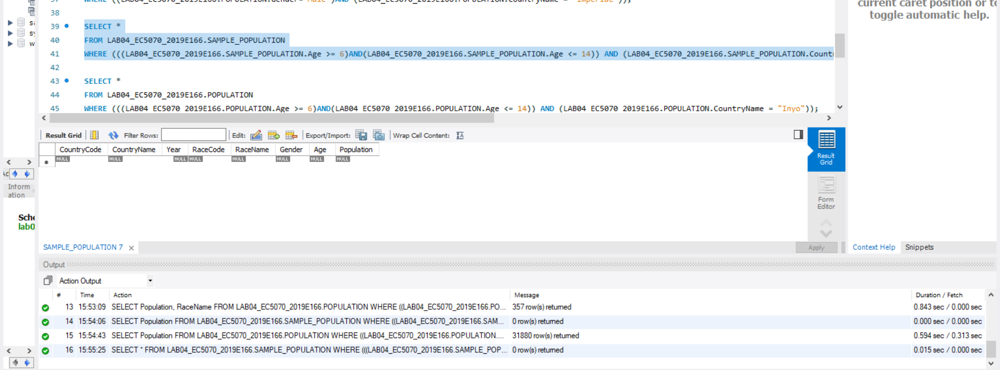 37 WHERE ((LAB04_EC5070_2019E166.POPULATION.Gender="Male")AND (LAB04_EC5070_2019E166.POPULATION.CountryName = "Imperial"));
current caret position or to
38
toggle automatic help.
39 SELECT *
40 FROM LAB04_EC5070_2019E166.SAMPLE_POPULATION
w
41 WHERE (((LAB04_EC5070_2019E166.SAMPLE_POPULATION.Age >= 6)AND(LAB04_EC5070_2019E166.SAMPLE_POPULATION.Age <= 14)) AND (LAB04_EC5070_2019E166.SAMPLE_POPULATION.Count
42
43 SELECT *
44 FROM LAB04_EC5070_2019E166.POPULATION
45 WHERE (((LAB04_EC5070_2019E166.POPULATION.Age >= 6)AND(LAB04_EC5070_2019E166.POPULATION.Age <= 14)) AND (LAB04_EC5070_2019E166.POPULATION.CountryName = "Inyo"));
Result Grid Filter Rows: Edit: Export/Import: Wrap Cell Content: IA
CountryCode CountryName Year RaceCode RaceName Gender Age Population
* NULL NULL NULL NULL NULL NULL NULL NULL
Result
Grid
Inform
ation
Form
Editor
Sche
lab0
SAMPLE_POPULATION 7 x
Apply
Context Help Snippets
Output
Action Output
# Time Action Message Duration / Fetch
13 15:53:09 SELECT Population, RaceName FROM LAB04_EC5070_2019E166.POPULATION WHERE ((LAB04_EC5070_2019E166.PO... 357 row(s) returned 0.843 sec / 0.000 sec
14 15:54:06 SELECT Population FROM LAB04_EC5070_2019E166.SAMPLE_POPULATION WHERE ((LAB04_EC5070_2019E166.SAM... 0 row(s) returned 0.000 sec / 0.000 sec
15 15:54:43 SELECT Population FROM LAB04_EC5070_2019E166.POPULATION WHERE ((LAB04_EC5070_2019E166.POPULATION.... 31880 row(s) returned 0.594 sec / 0.313 sec
16 15:55:25 SELECT * FROM LAB04_EC5070_2019E166.SAMPLE_POPULATION WHERE (((LAB04_EC5070_2019E166.SAMPLE_POP... 0 row(s) returned 0.015 sec / 0.000 sec